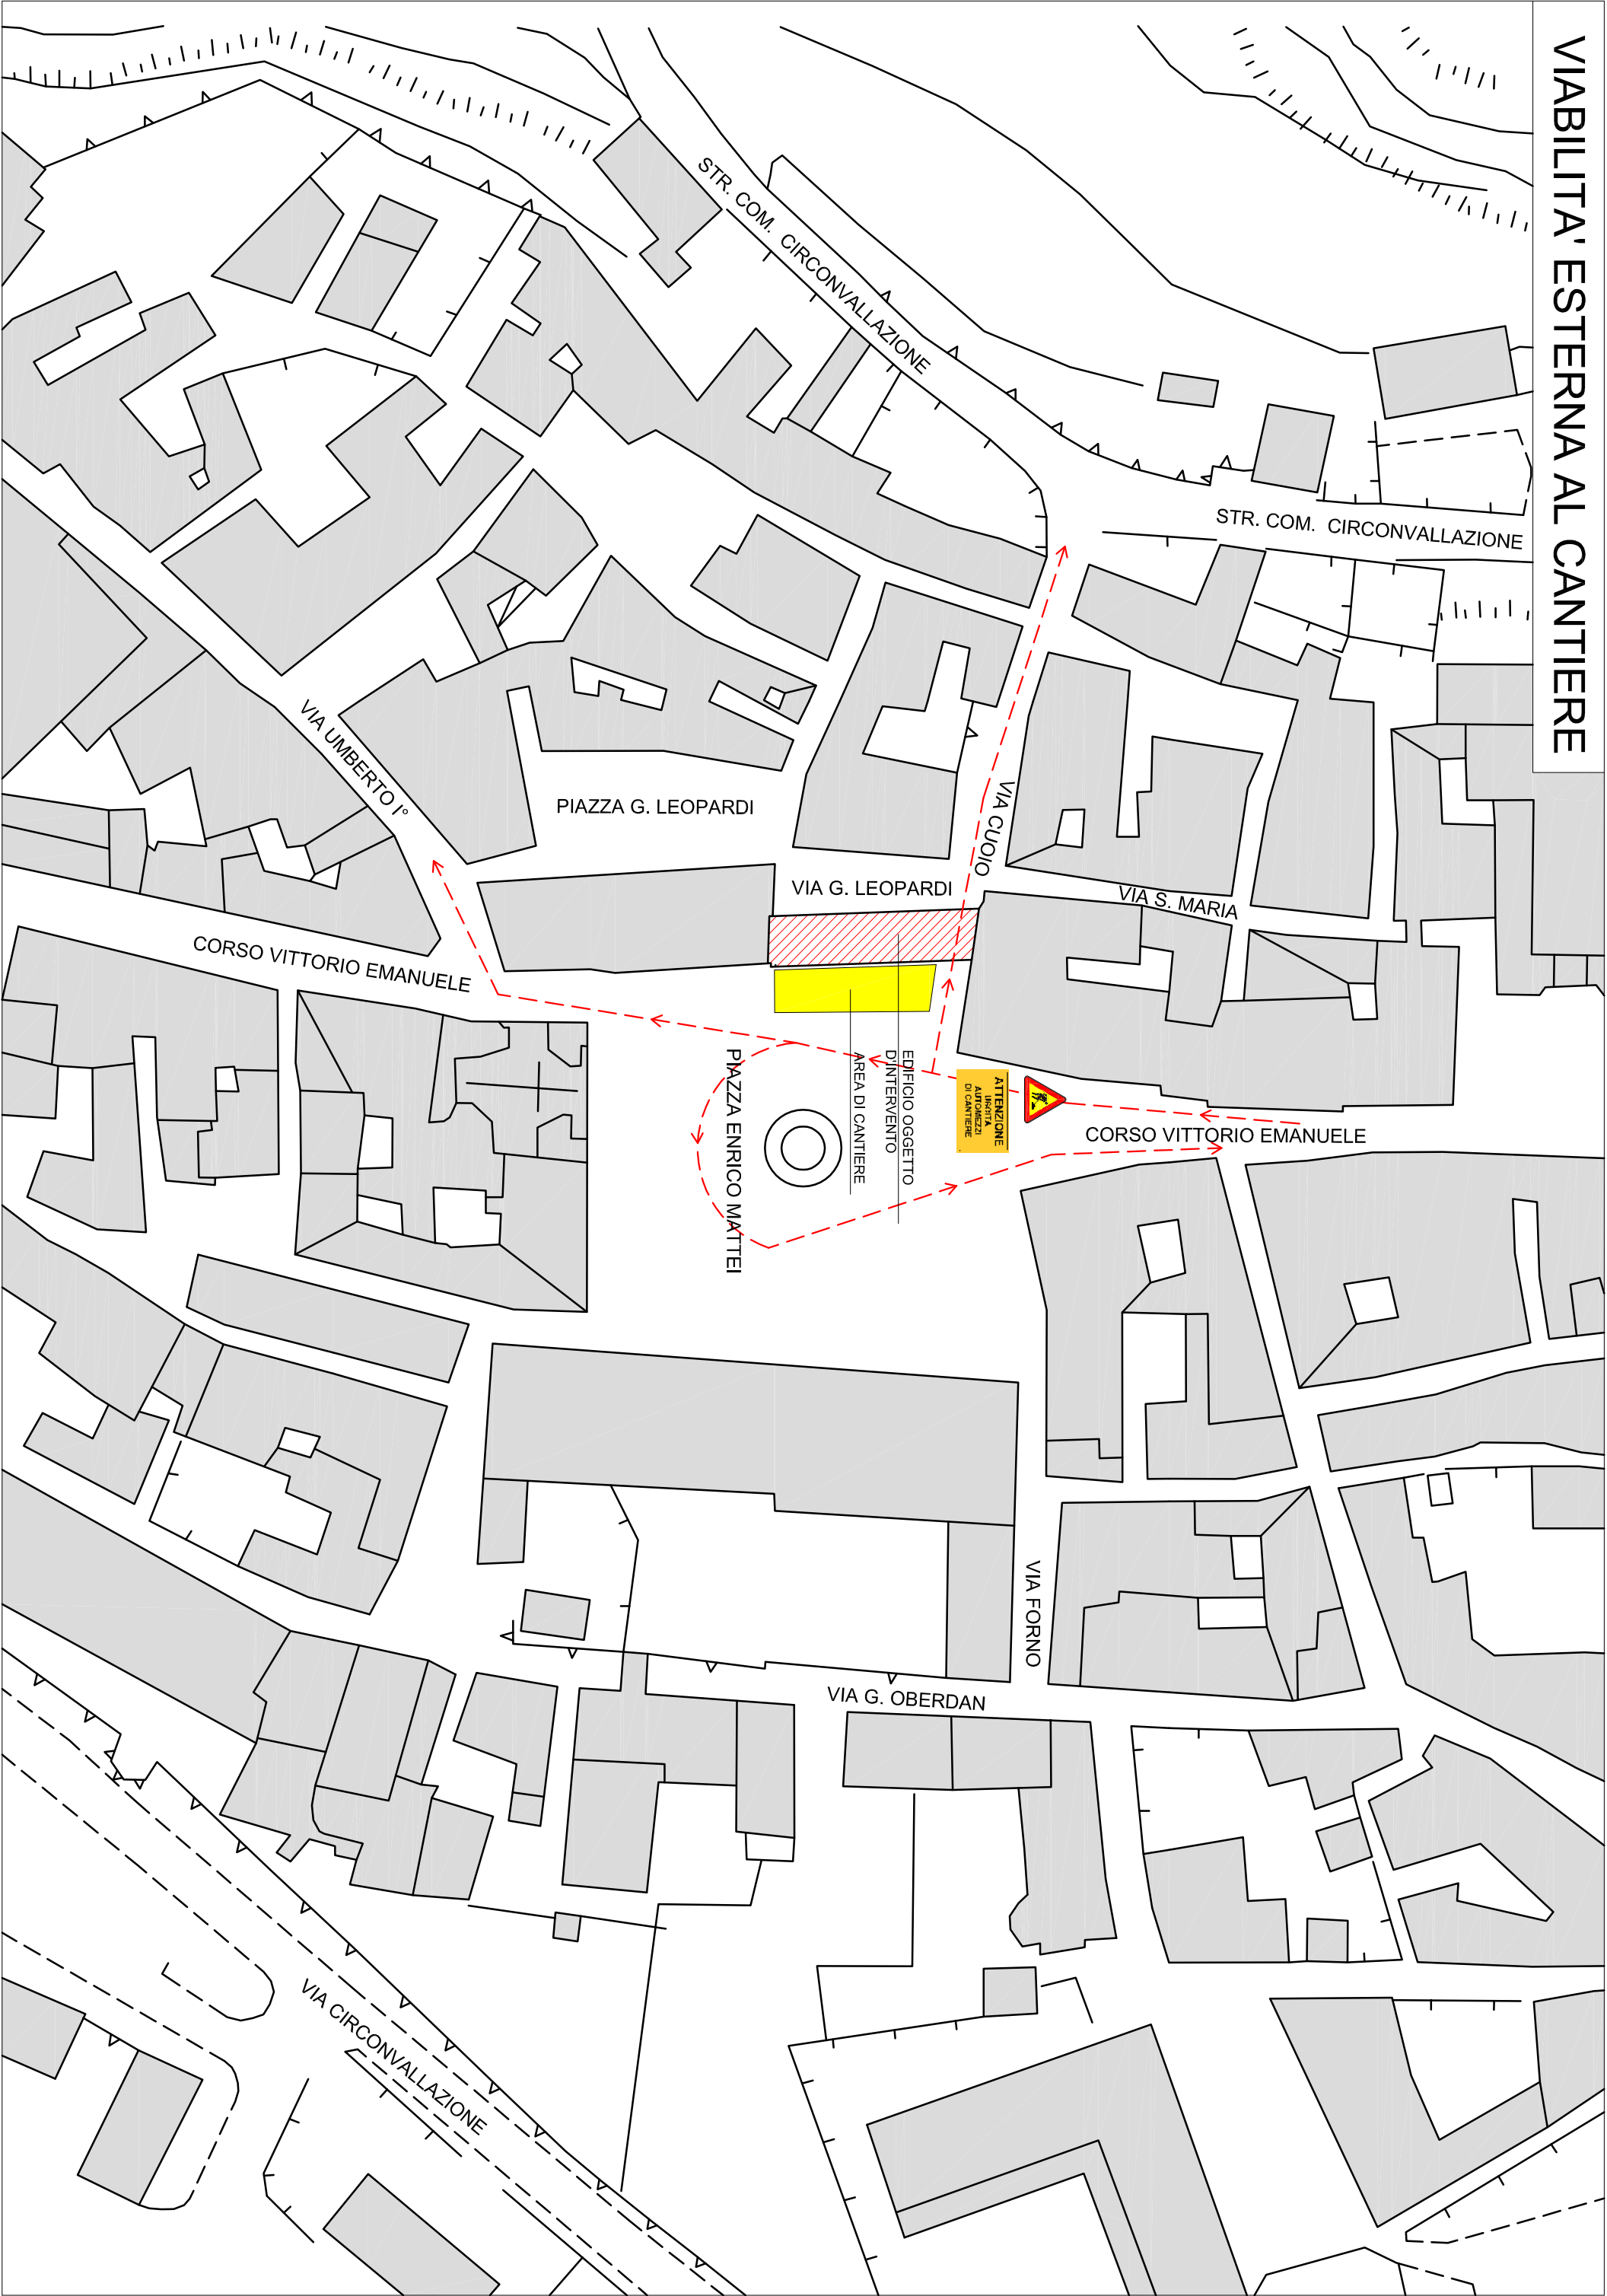 VIABILITA' ESTERNA AL CANTIERE
STR. COM. CIRCONVALLAZIONE
STR. COM. CIRCONVALLAZIONE
VIA UMBERTO I°
PIAZZA G. LEOPARDI
VIA CUOIO
VIA G. LEOPARDI
VIA S. MARIA
CORSO VITTORIO EMANUELE
EDIFICIO OGGETTO
D'INTERVENTO
AREA DI CANTIERE
PIAZZA ENRICO MATTEI
ATTENZIONE
USCITA
AUTOMEZZI
DI CANTIERE
CORSO VITTORIO EMANUELE
VIA FORNO
VIA G. OBERDAN
VIA CIRCONVALLAZIONE